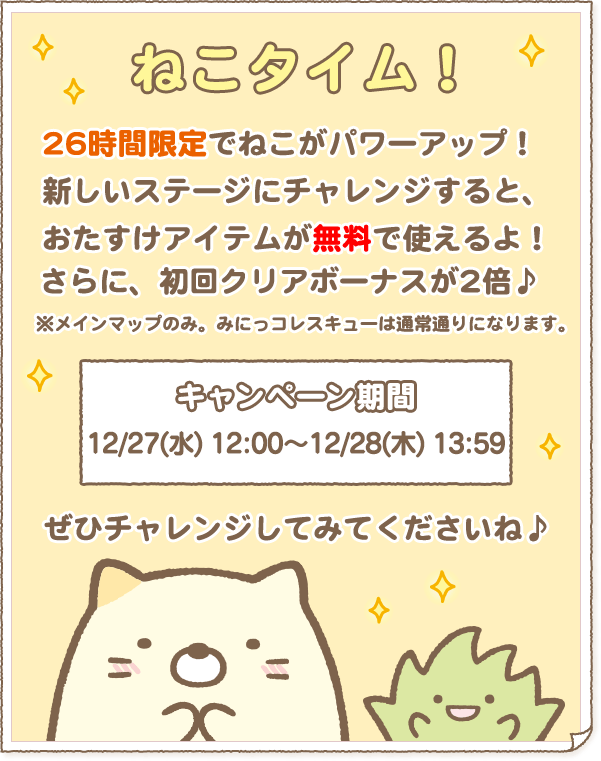 ねこタイム！
26時間限定でねこがパワーアップ！
新しいステージにチャレンジすると、
おたすけアイテムが無料で使えるよ！
さらに、初回クリアボーナスが2倍♪
※メインマップのみ。みにっコレスキューは通常通りになります。
キャンペーン期間
12/27(水) 12:00～12/28(木) 13:59
ぜひチャレンジしてみてくださいね♪